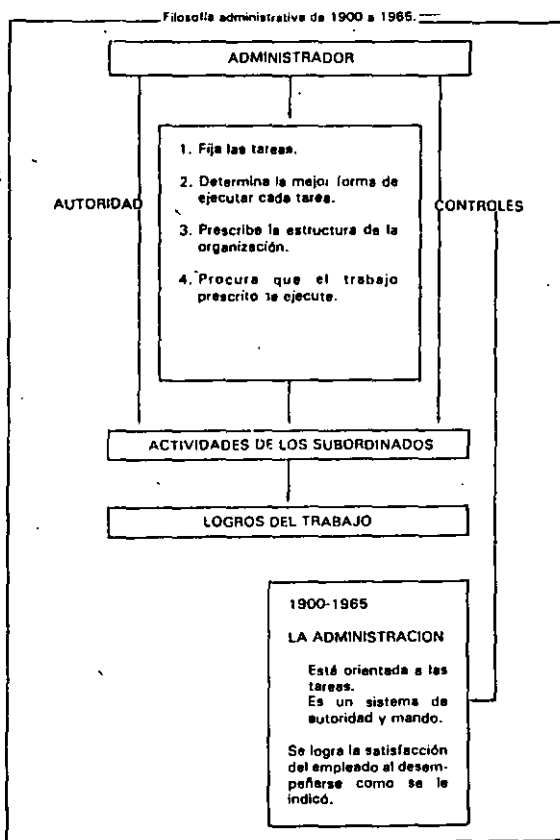 Filosofía administrativa de 1900 a 1965.
ADMINISTRADOR
1. Fija las tareas.
2. Determina la mejor forma de
ejecutar cada tarea.
3. Prescribe la estructura de la
organización.
4. Procura que el trabajo
prescrito se ejecute.
AUTORIDAD
CONTROLES
ACTIVIDADES DE LOS SUBORDINADOS
LOGROS DEL TRABAJO
1900-1965
LA ADMINISTRACION
Está orientada a las
tareas.
Es un sistema de
autoridad y mando.
Se logra la satisfacción
del empleado al desem-
peñarse como se le
indicó.